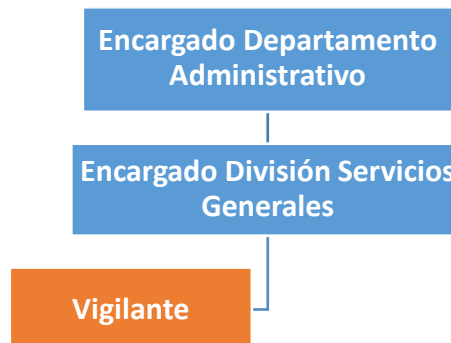 Encargado Departamento
Administrativo
Encargado División Servicios
Generales
Vigilante